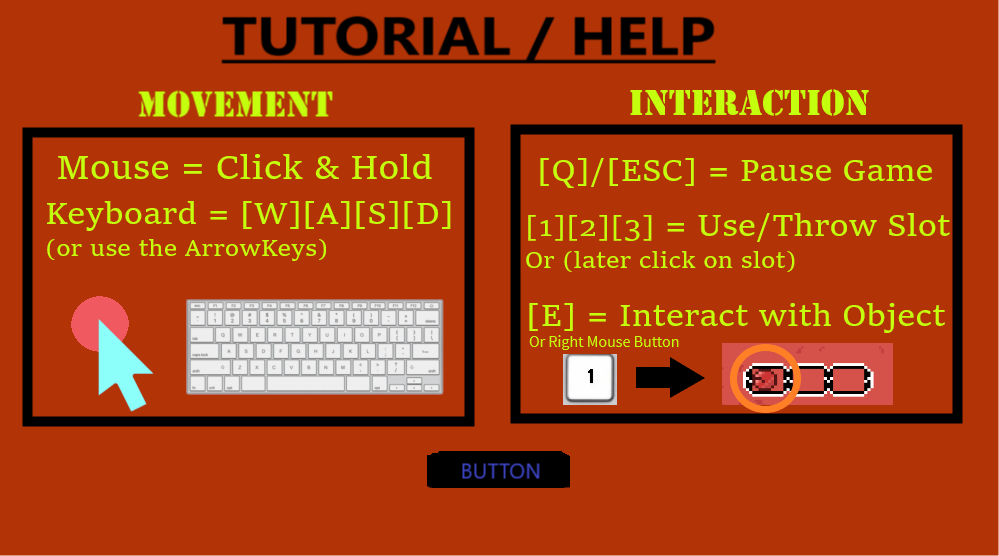 TUTORIAL / HELP
MOVEMENT
Mouse = Click & Hold
Keyboard = [W][A][S][D]
(or use the ArrowKeys)
INTERACTION
[Q]/[ESC] = Pause Game
[1][2][3] = Use/Throw Slot
Or (later click on slot)
[E] = Interact with Object
Or Right Mouse Button
1
BUTTON